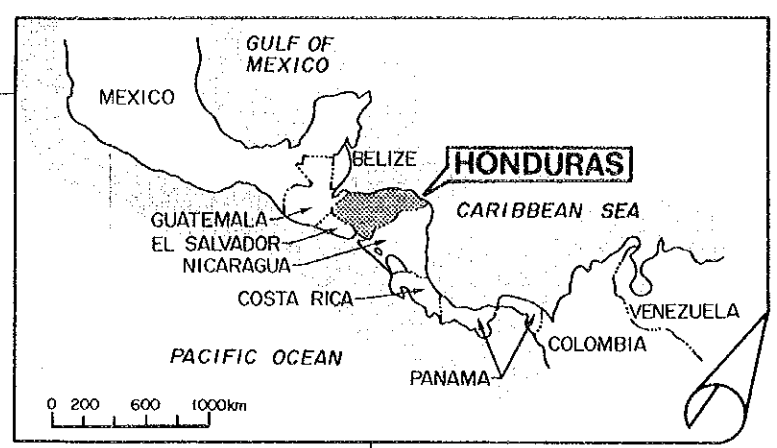 GULF OF
MEXICO
MEXICO
BELIZE
HONDURAS
GUATEMALA
CARIBBEAN SEA
EL SALVADOR
NICARAGUA
COSTA RICA
VENEZUELA
COLOMBIA
PACIFIC OCEAN
PANAMA
0 200 600 1000km